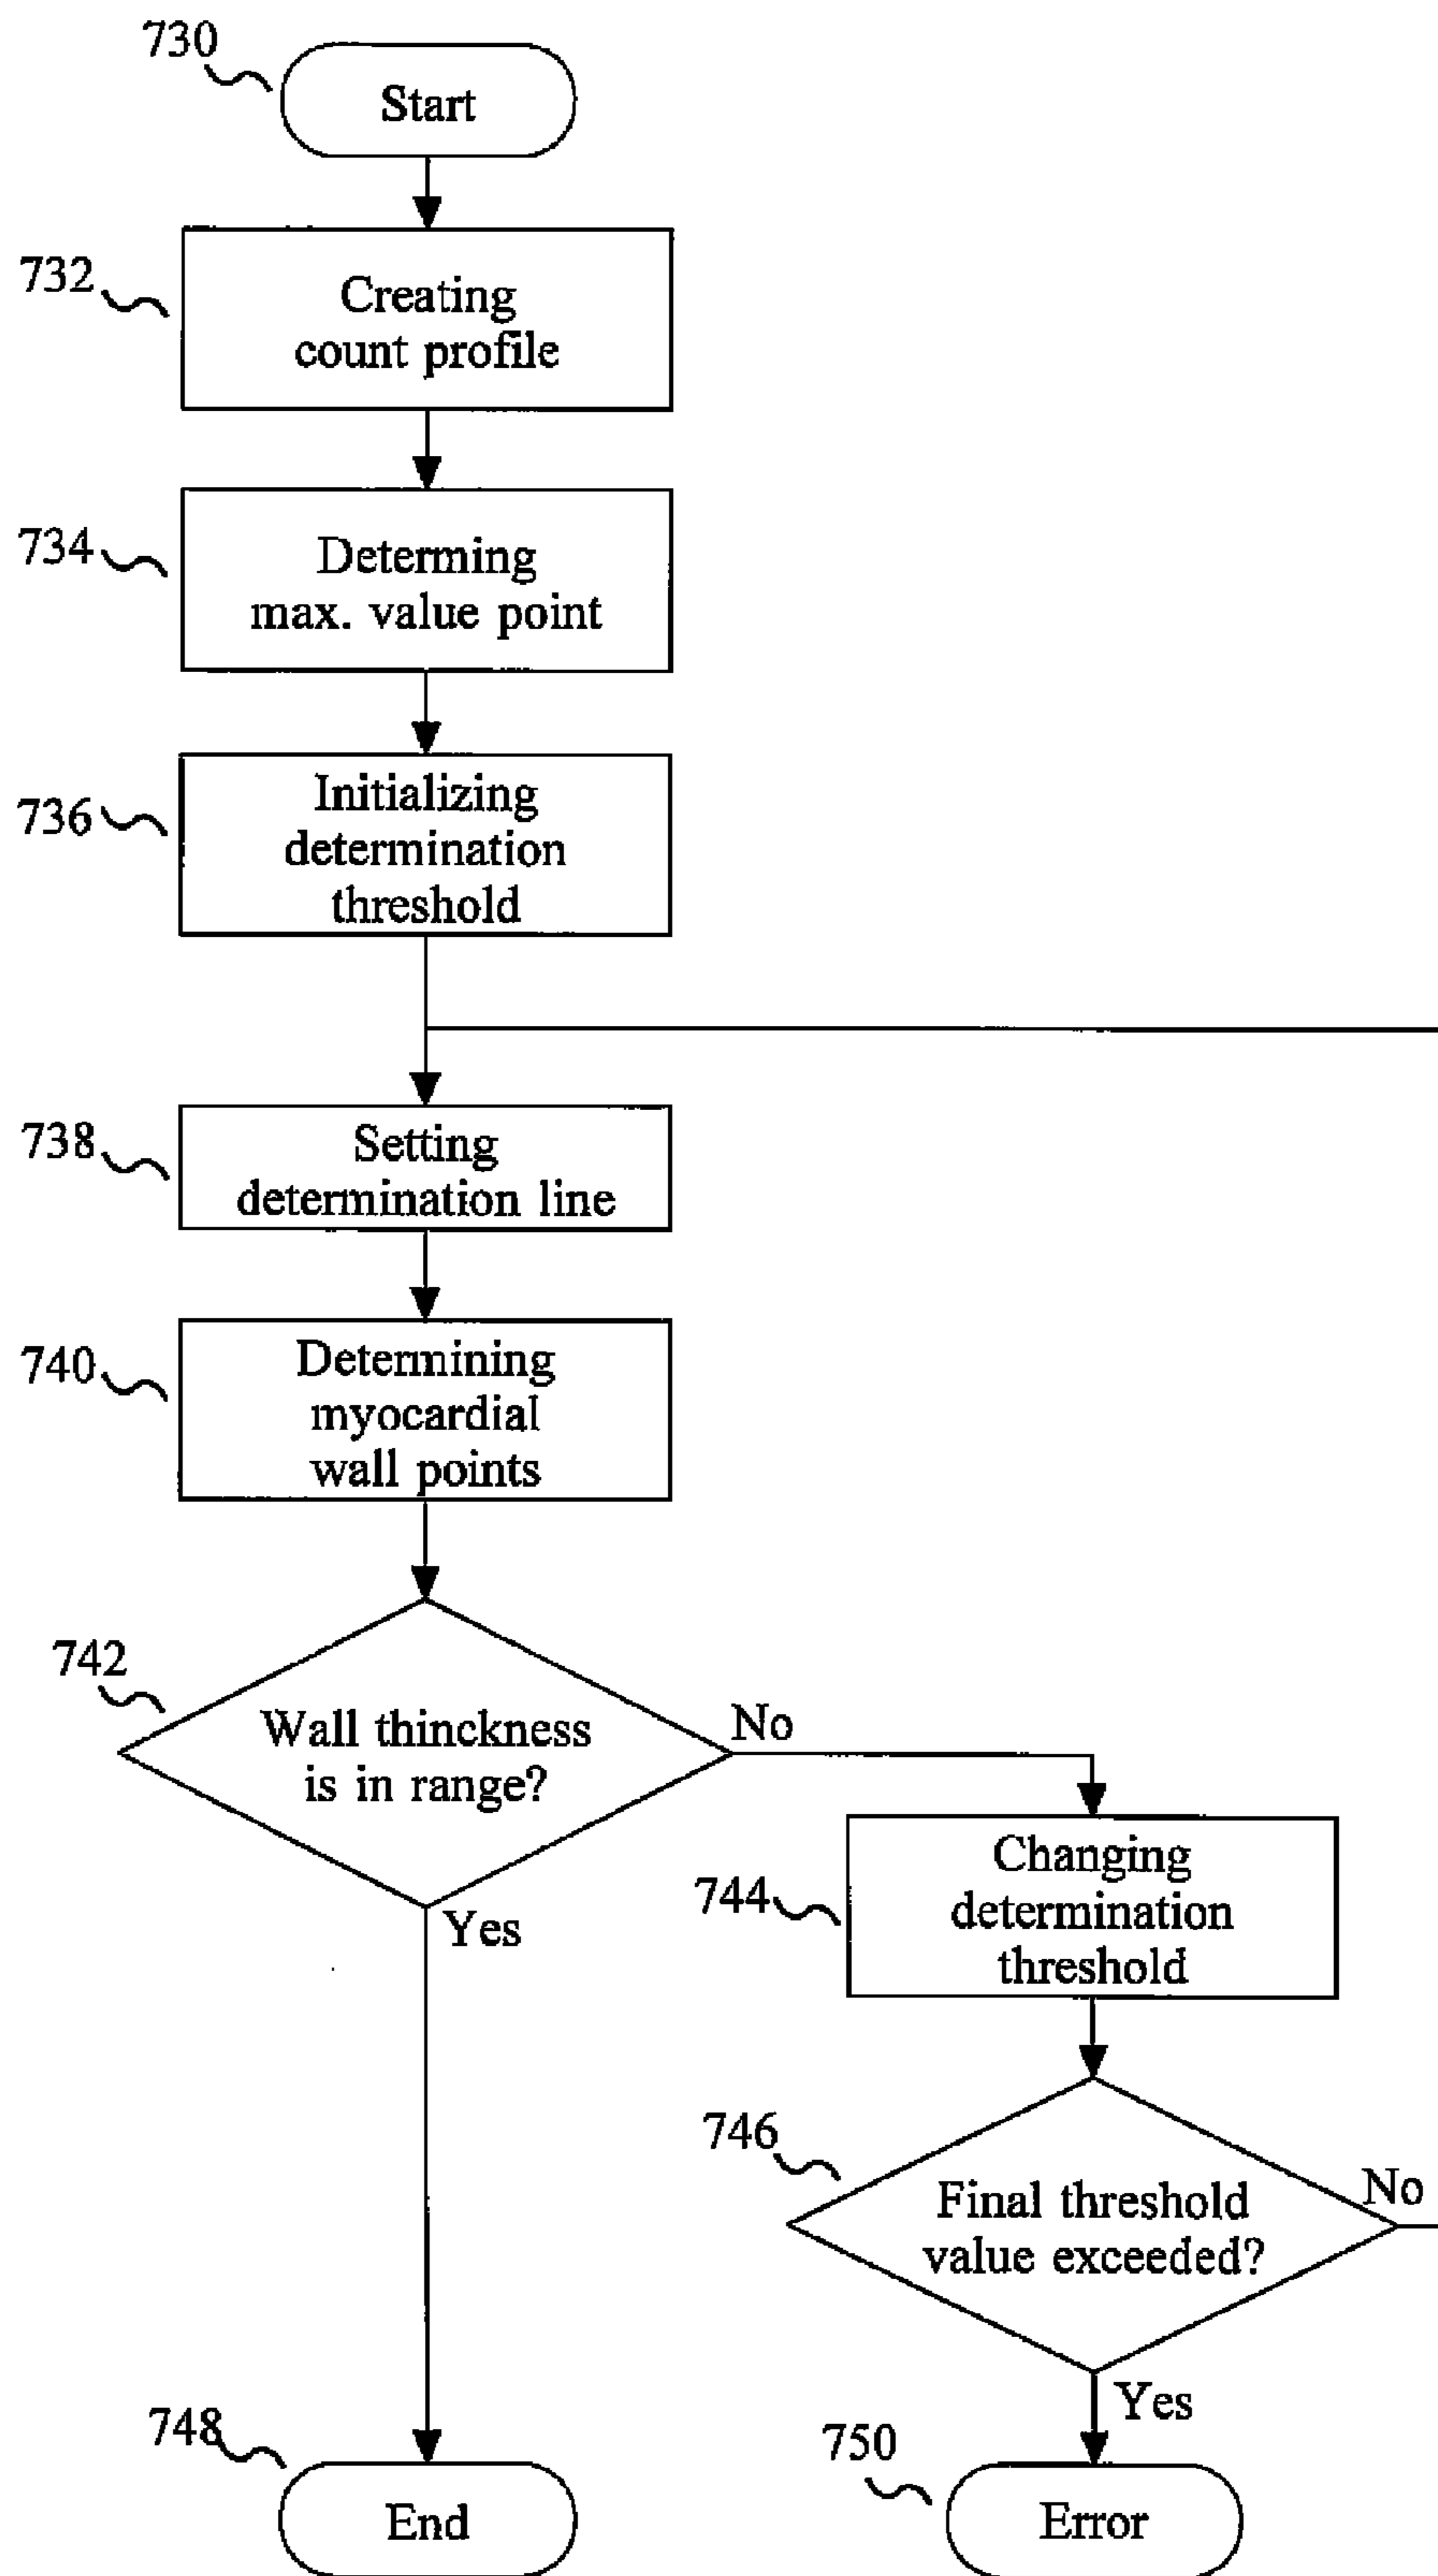 730
Start
732
Creating
count profile
734
Determing
max. value point
736
Initializing
determination
threshold
738
Setting
determination line
740
Determining
myocardial
wall points
742
Wall thinckness
is in range?
No
Yes
744
Changing
determination
threshold
746
Final threshold
value exceeded?
No
Yes
748
End
750
Error